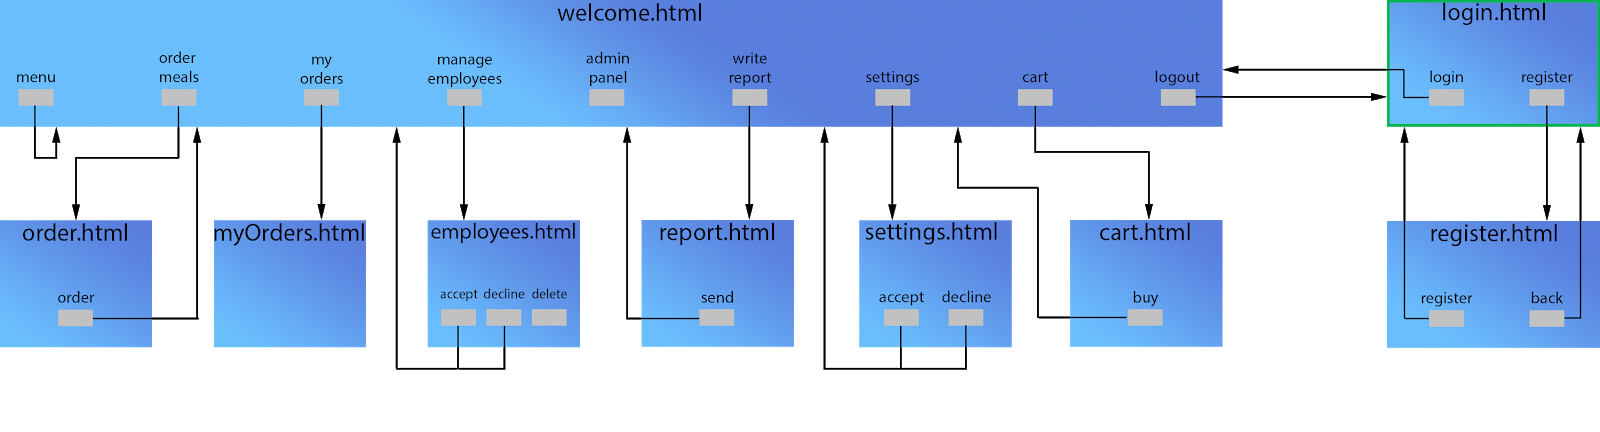 welcome.html
login.html
menu
order
meals
my
orders
manage
employees
admin
panel
write
report
settings
cart
logout
login
register
order.html
myOrders.html
employees.html
report.html
settings.html
cart.html
register.html
order
accept
decline
delete
send
accept
decline
buy
register
back